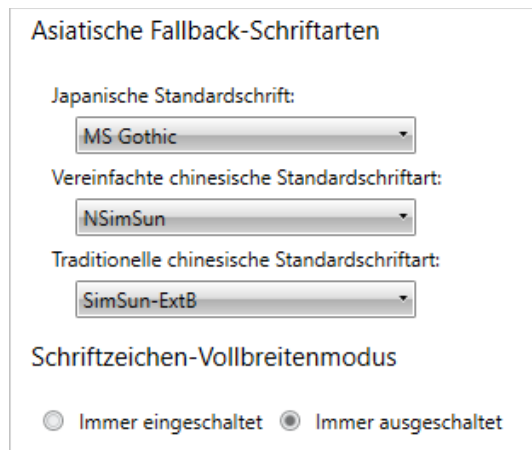 Asiatische Fallback-Schriftarten
Japanische Standardschrift:
MS Gothic
Vereinfachte chinesische Standardschriftart:
NSimSun
Traditionelle chinesische Standardschriftart:
SimSun-ExtB
Schriftzeichen-Vollbreitenmodus
Immer eingeschaltet Immer ausgeschaltet